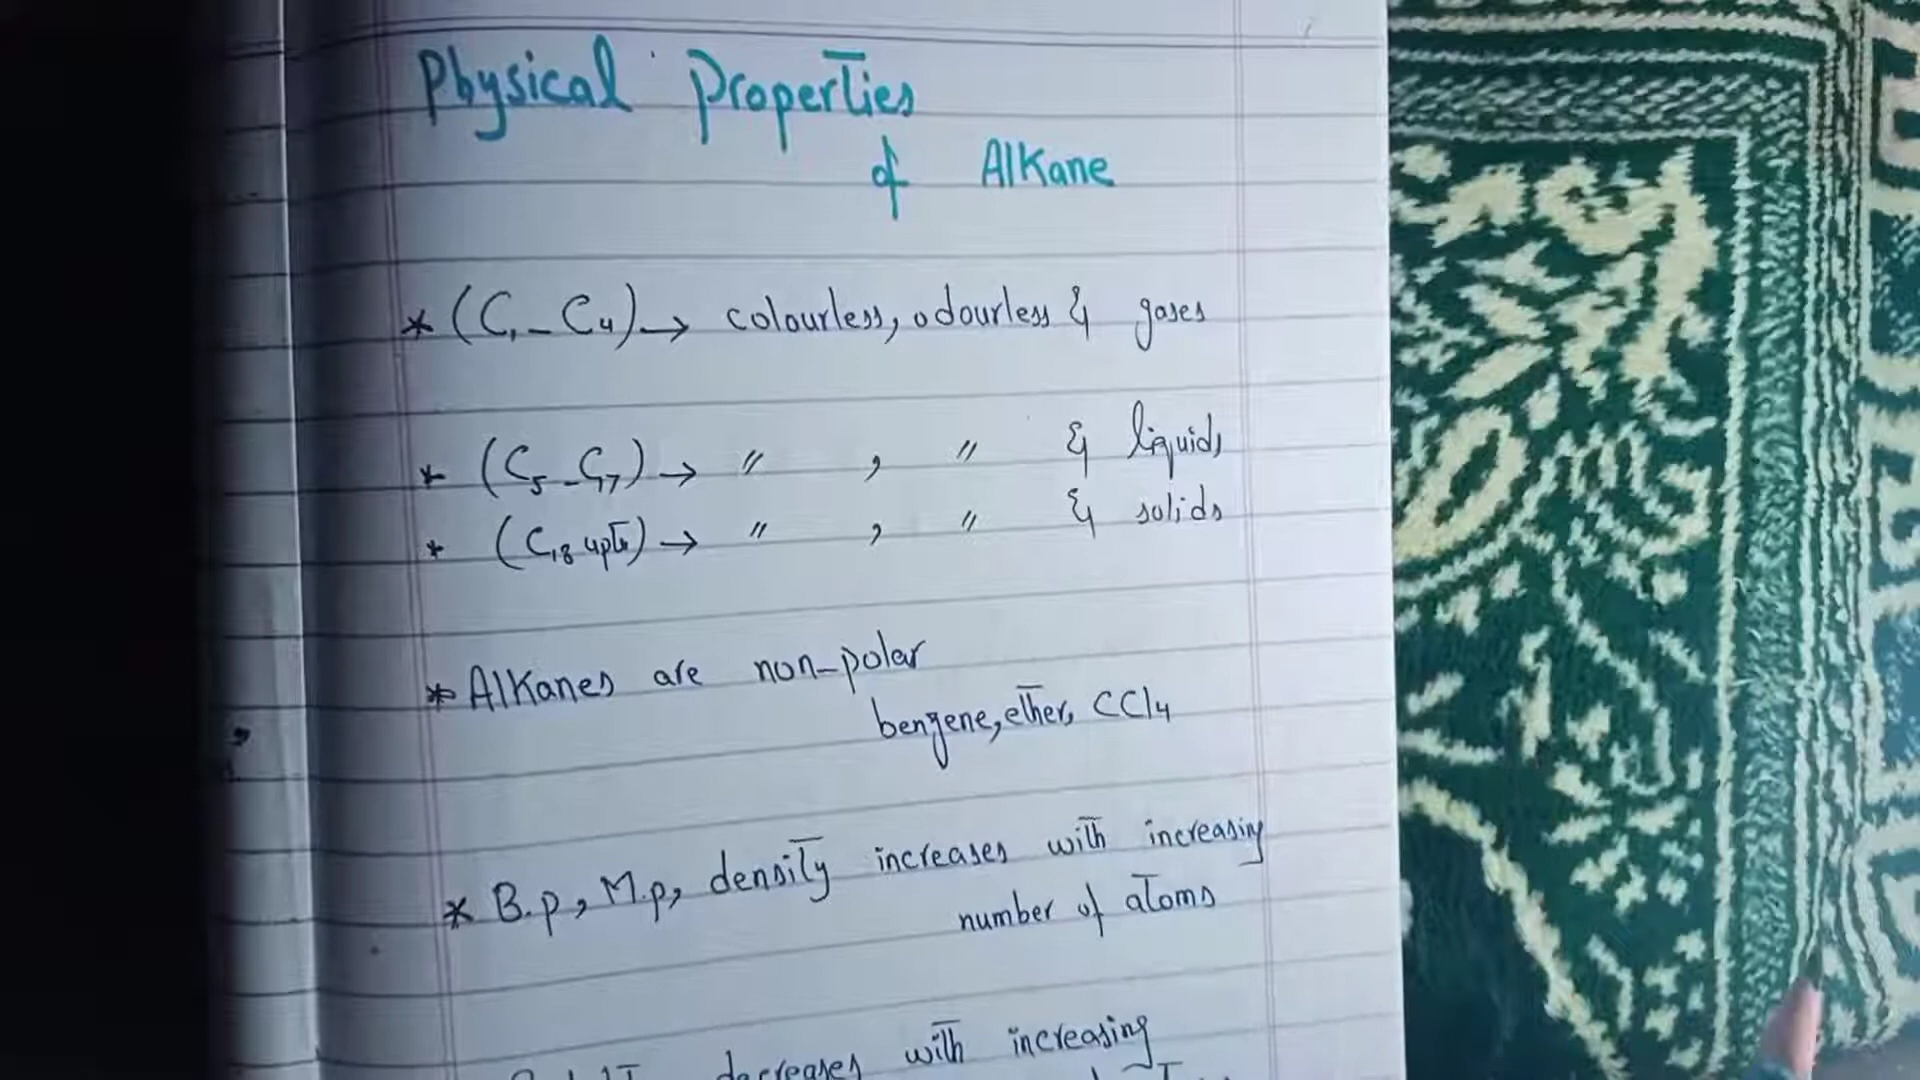 Physical Properties
of Alkane
* (C₁ – C₄) → colourless, odourless & gases
* (C₅ – C₇) → " , " & liquids
* (C₁₈ upto) → " , " & solids
* Alkanes are non-polar
benzene, ether, CCl₄
* B.p, M.p, density increases with increasing
number of atoms
decreases with increasing